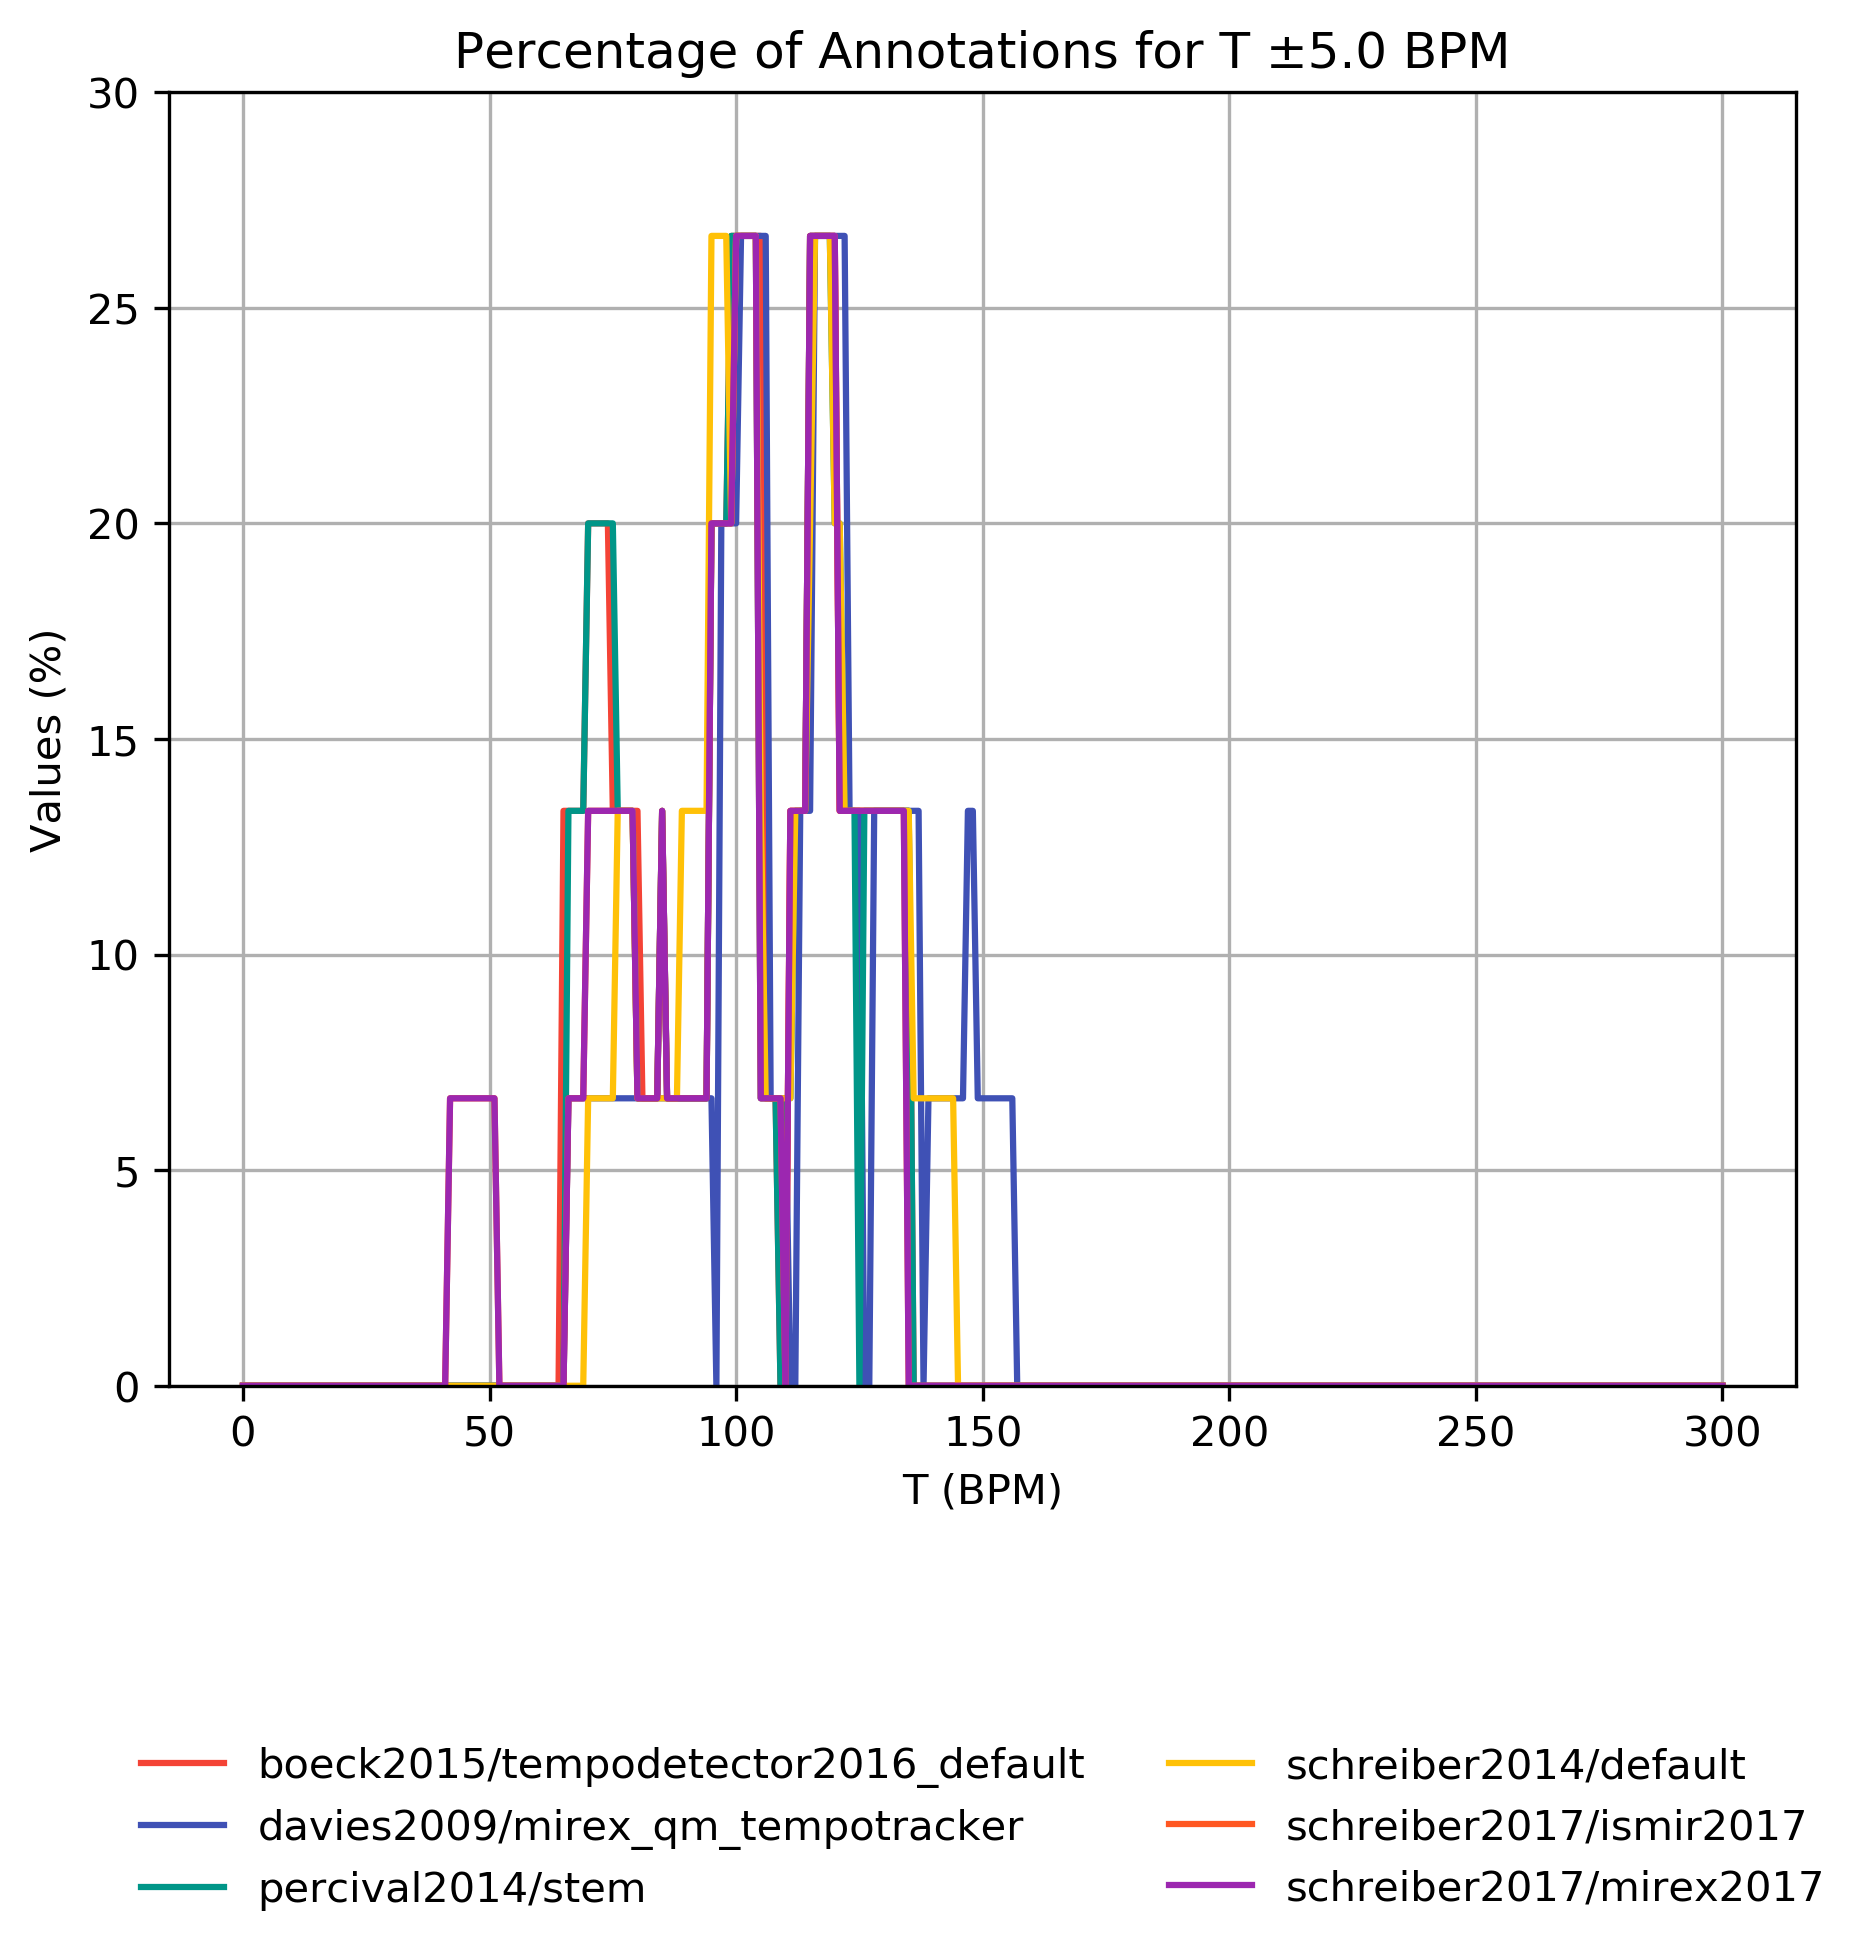 Percentage of Annotations for T ±5.0 BPM
30
25
20
15
10
5
0
Values (%)
0 50 100 150 200 250 300
T (BPM)
boeck2015/tempodetector2016_default
davies2009/mirex_qm_tempotracker
percival2014/stem
schreiber2014/default
schreiber2017/ismir2017
schreiber2017/mirex2017